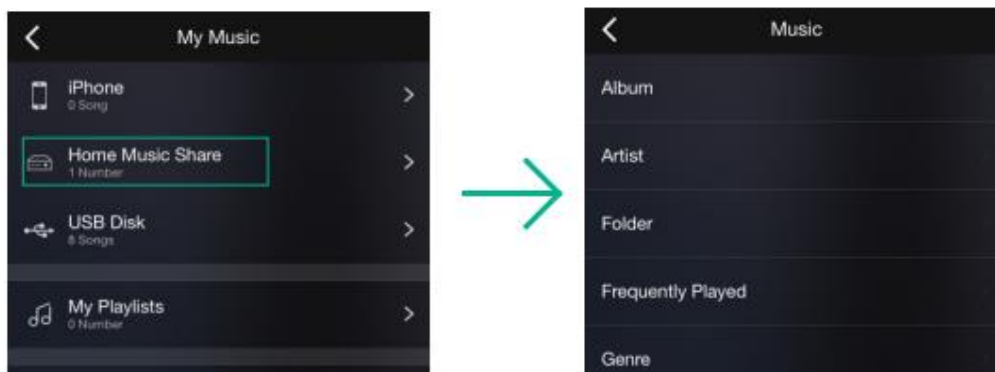 My Music
iPhone
0 Song
Home Music Share
1 Number
USB Disk
8 Songs
My Playlists
0 Number
Music
Album
Artist
Folder
Frequently Played
Genre